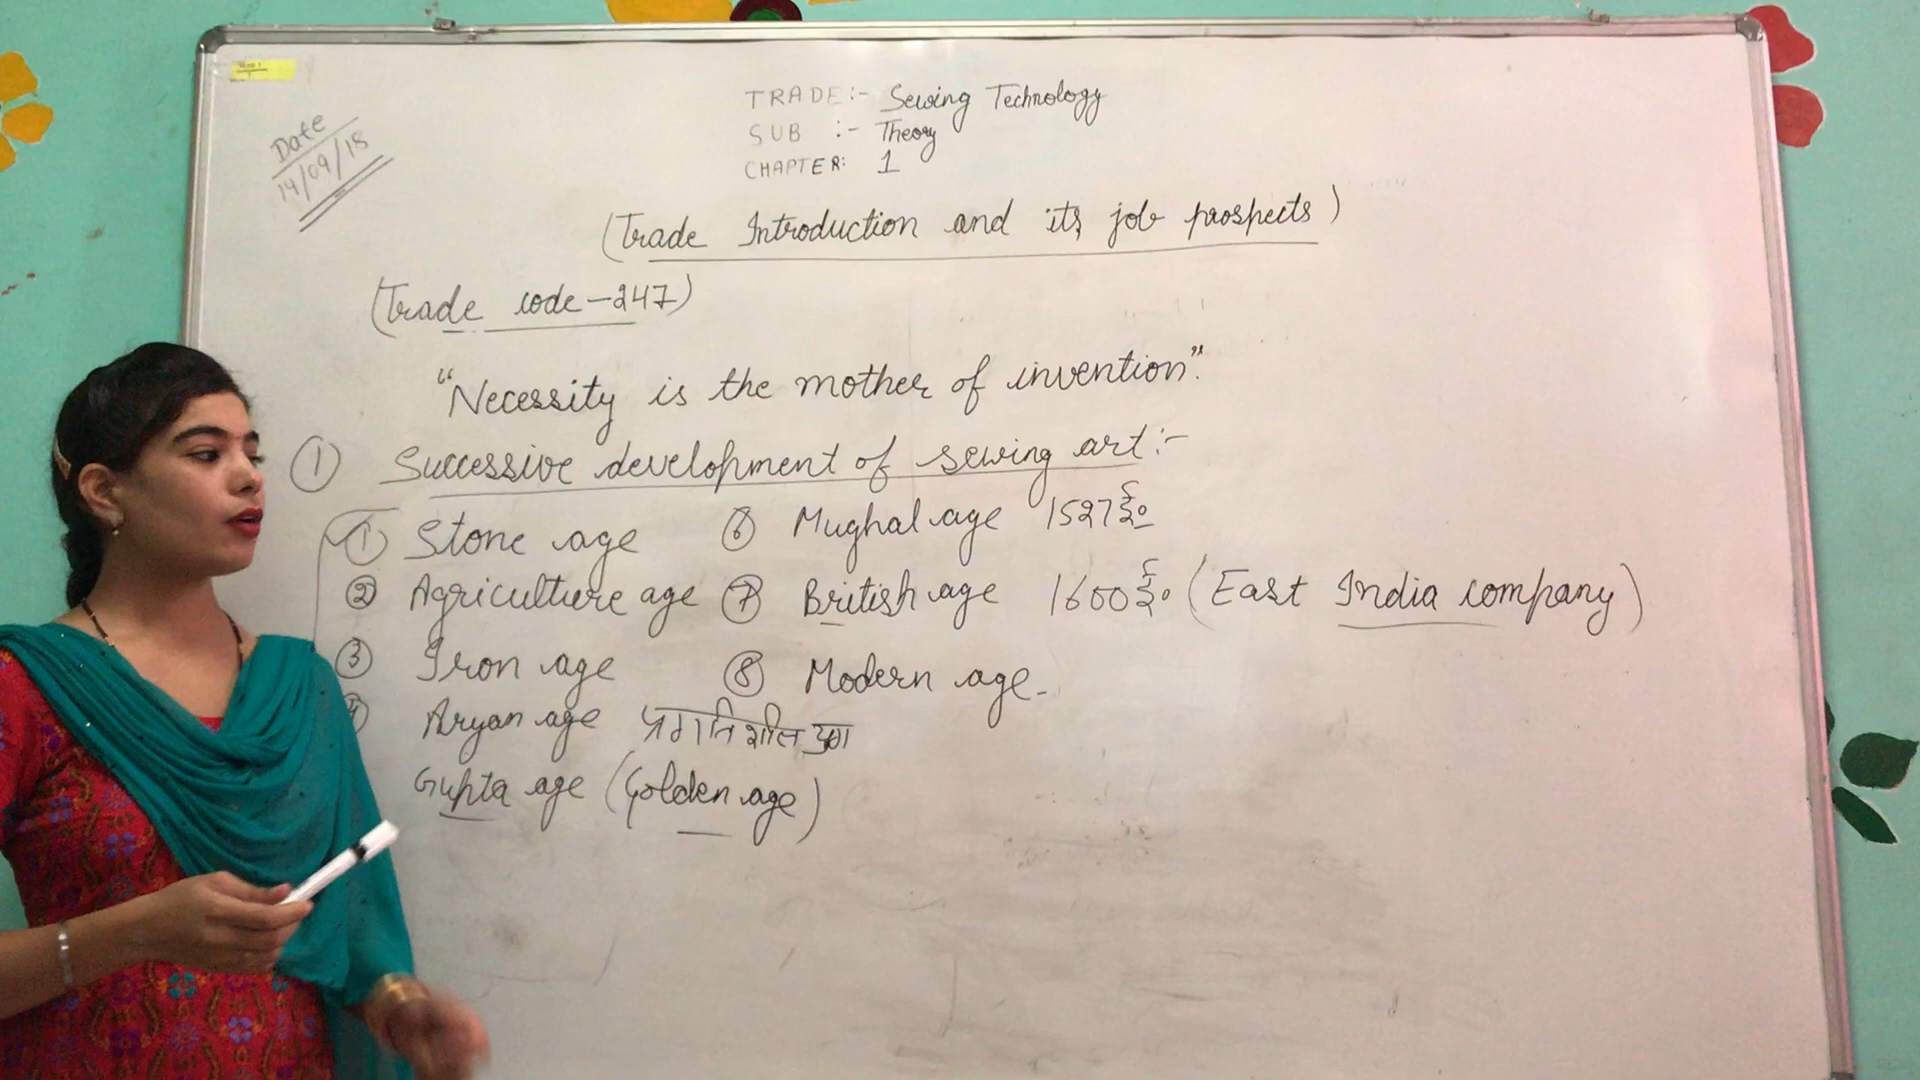 Date
14/09/18
TRADE:- Sewing Technology
SUB :- Theory
CHAPTER: 1
(Trade Introduction and its job prospects)
(Trade code-247)
"Necessity is the mother of invention".
① Successive development of sewing art:-
① Stone age
② Agriculture age
③ Iron age
4 Aryan age प्रगतिशील युग
Gupta age (Golden age)
⑥ Mughal age 1527 ई०
⑦ British age 1600 ई० (East India company)
⑧ Modern age-